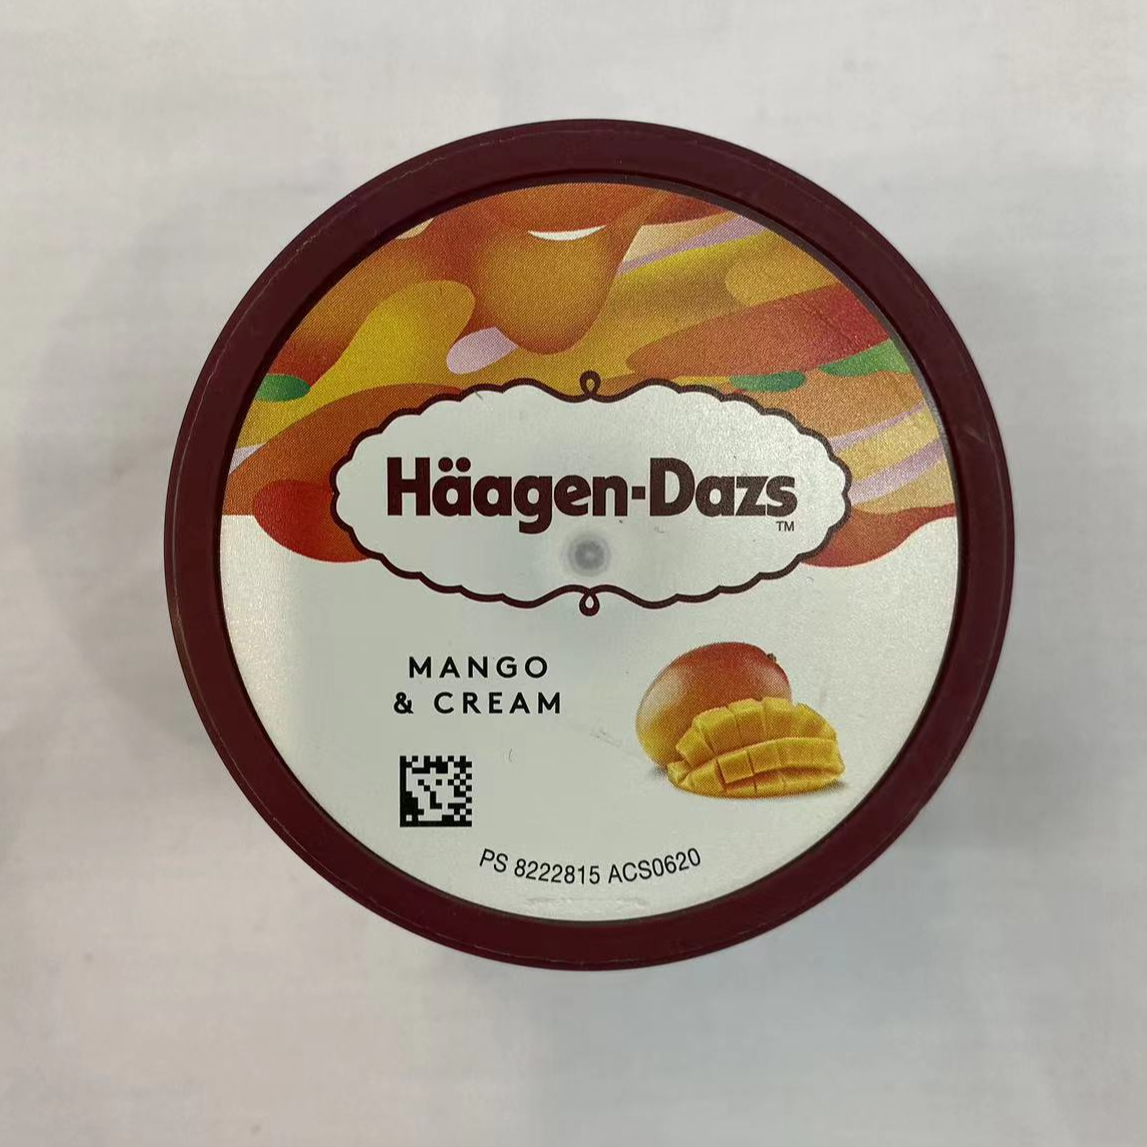 Häagen-Dazs
TM
MANGO
& CREAM
PS 8222815 ACS0620